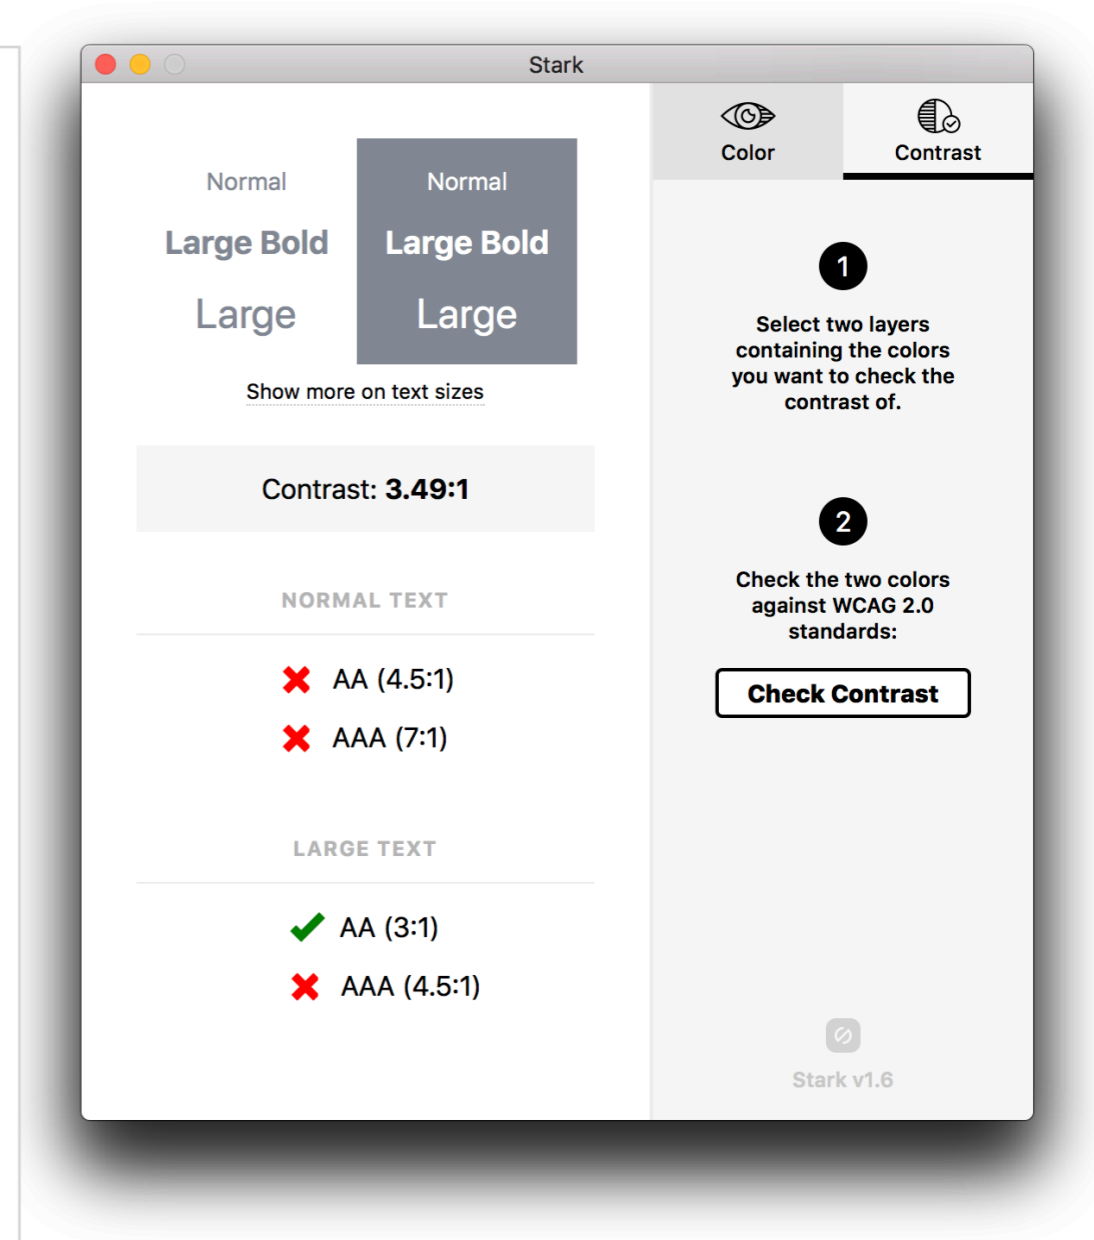 Stark
Normal
Large Bold
Large
Normal
Large Bold
Large
Show more on text sizes
Contrast: 3.49:1
NORMAL TEXT
AA (4.5:1)
AAA (7:1)
LARGE TEXT
AA (3:1)
AAA (4.5:1)
Color
Contrast
1
Select two layers
containing the colors
you want to check the
contrast of.
2
Check the two colors
against WCAG 2.0
standards:
Check Contrast
Stark v1.6